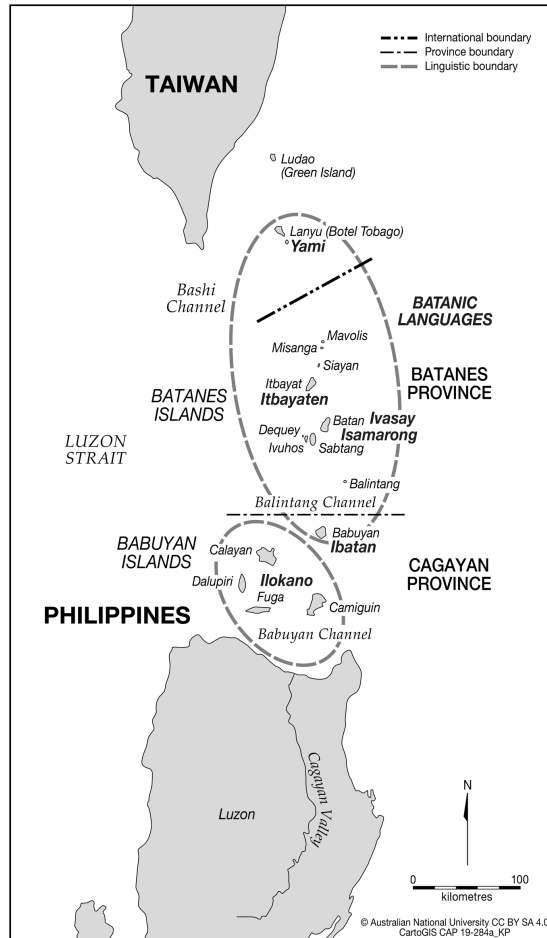 International boundary
Province boundary
Linguistic boundary
TAIWAN
Ludao
(Green Island)
Lanyu (Botel Tobago)
Yami
Bashi
Channel
BATANIC
LANGUAGES
Mavolis
Misanga
Siayan
BATANES
PROVINCE
Itbayat
Itbayaten
BATANES
ISLANDS
Batan Ivasay
Isamarong
Dequey
Ivuhos
Sabtang
LUZON
STRAIT
Balintang
Balintang Channel
Babuyan
Ibatan
BABUYAN
ISLANDS
Calayan
CAGAYAN
PROVINCE
Dalupiri
Ilokano
Fuga
Camiguin
PHILIPPINES
Babuyan Channel
Cagayan Valley
Luzon
N
0 100
kilometres
© Australian National University CC BY SA 4.0
CartoGIS CAP 19-284a_KP